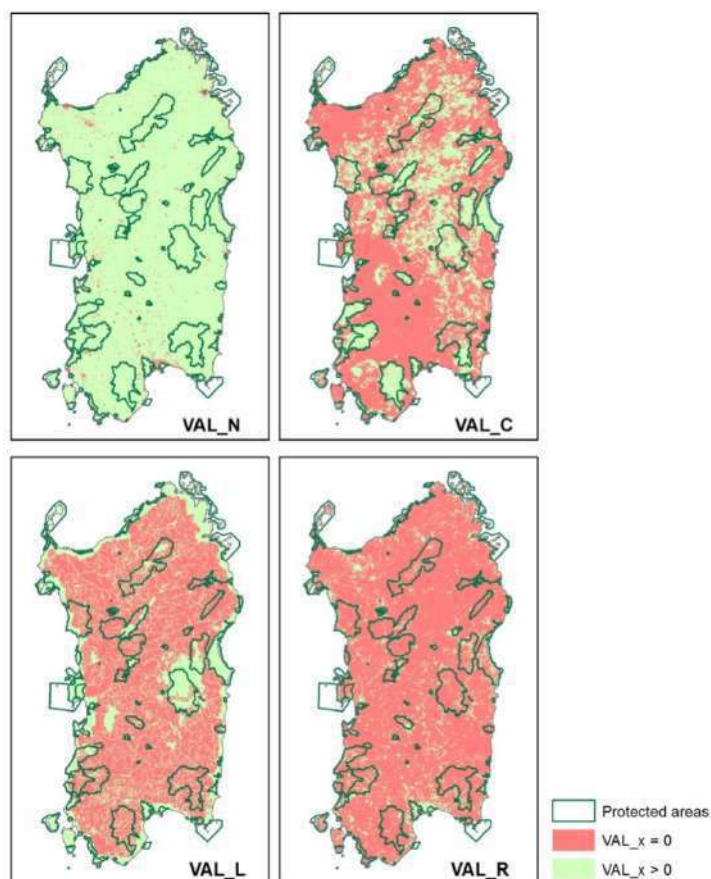 VAL_N
VAL_C
VAL_L
VAL_R
Protected areas
VAL_x = 0
VAL_x > 0